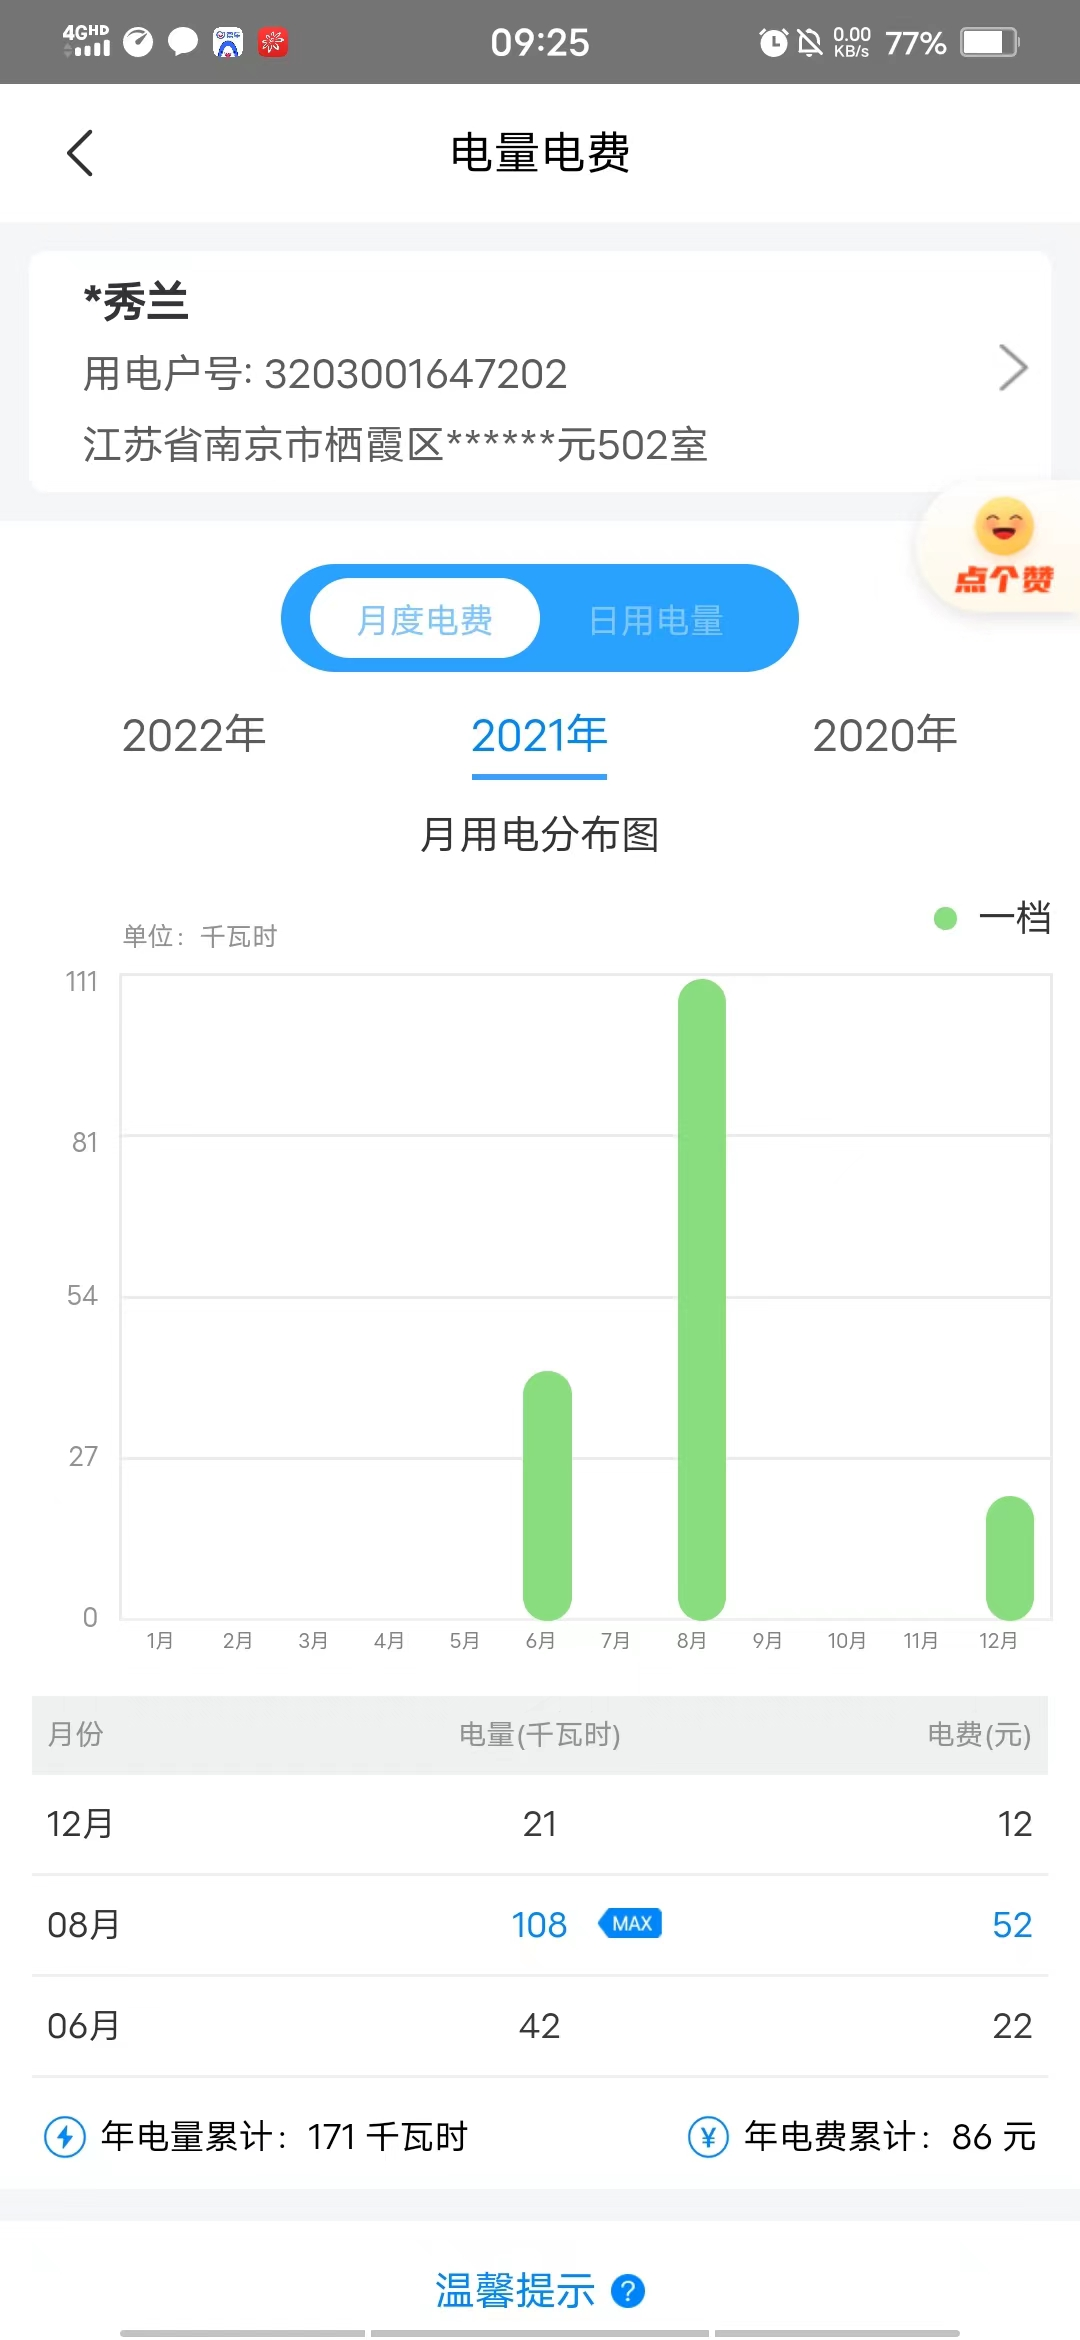 4GHD 09:25 0.00 KB/s 77%
电量电费
*秀兰
用电户号: 3203001647202
江苏省南京市栖霞区******元502室
点个赞
月度电费 日用电量
2022年 2021年 2020年
月用电分布图
单位：千瓦时 一档
111
81
54
27
0
1月 2月 3月 4月 5月 6月 7月 8月 9月 10月 11月 12月
月份 电量(千瓦时) 电费(元)
12月 21 12
08月 108 MAX 52
06月 42 22
年电量累计：171 千瓦时 ¥ 年电费累计：86 元
温馨提示 ?